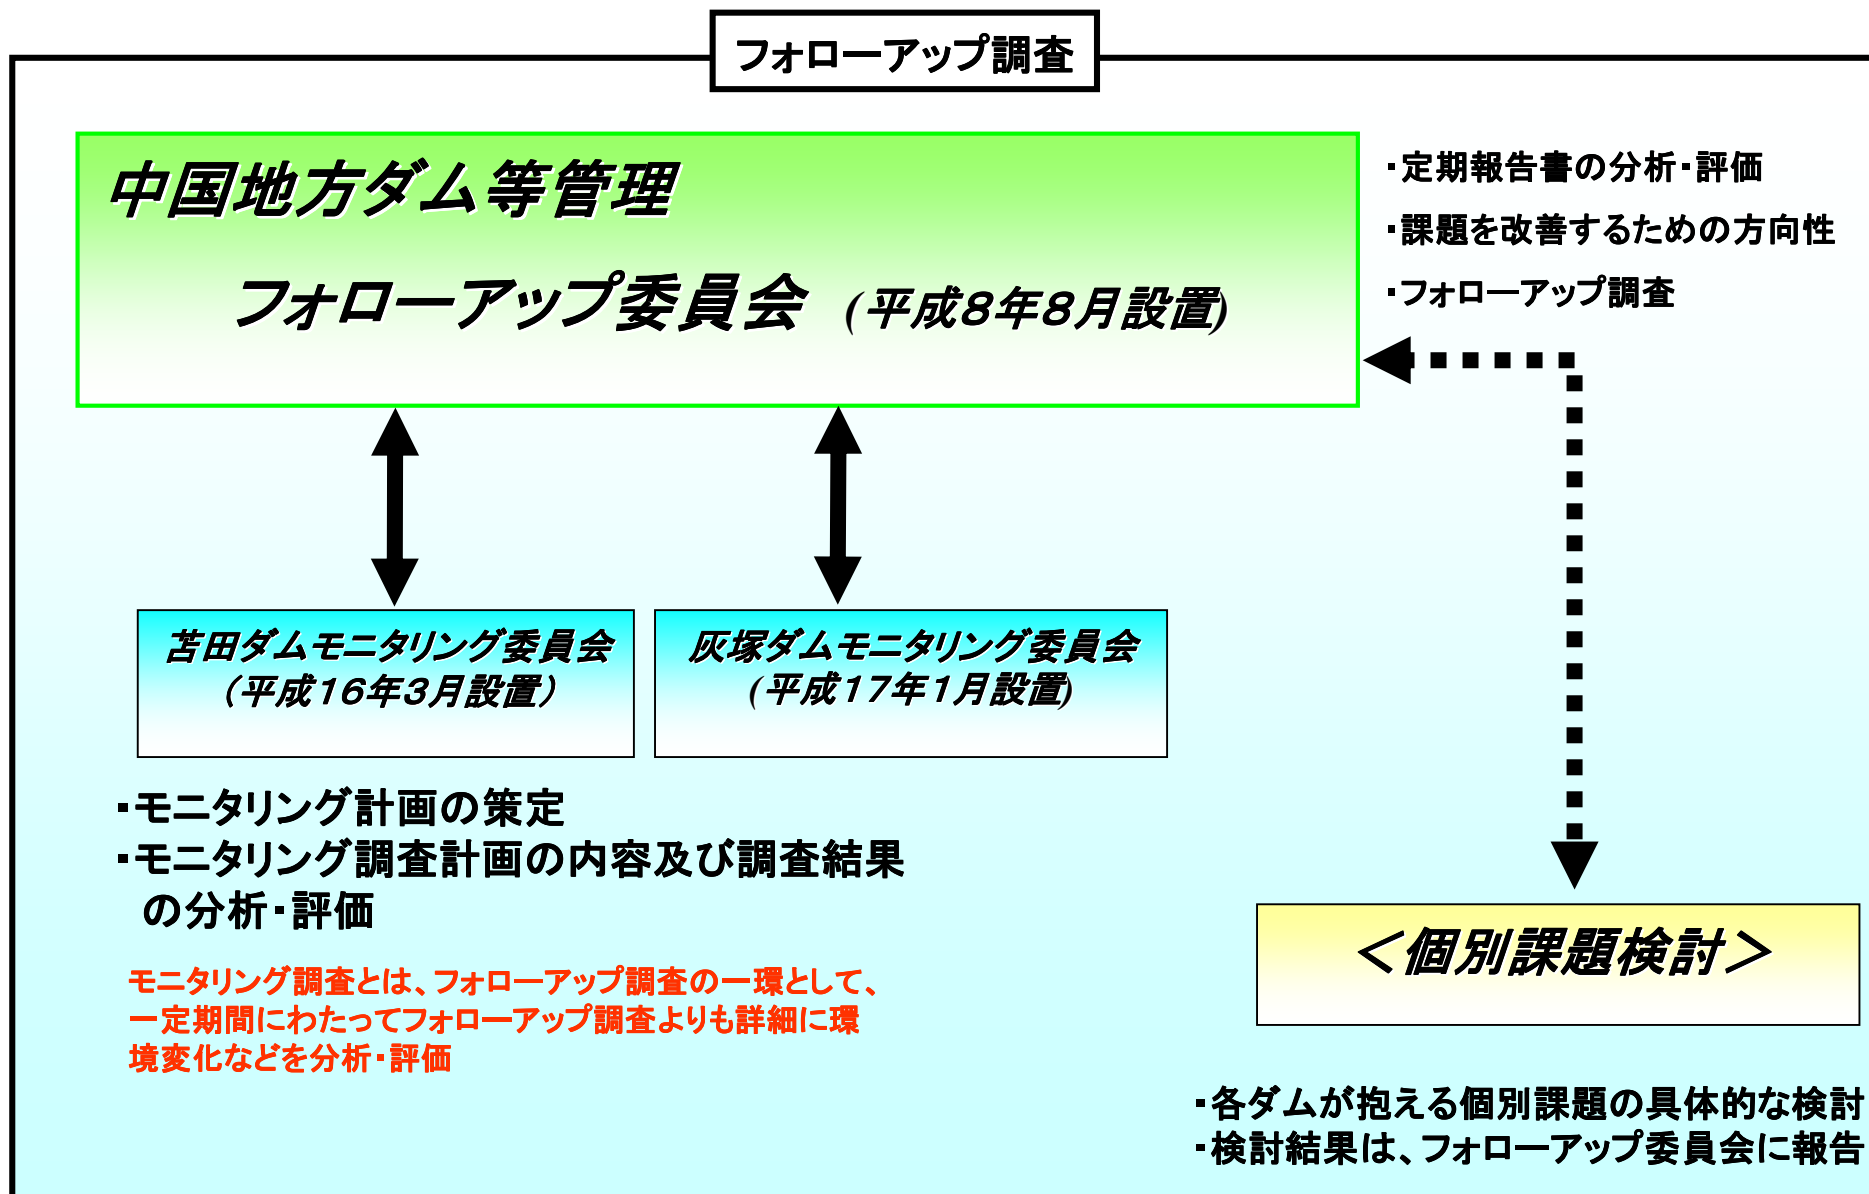 フォローアップ調査
中国地方ダム等管理
フォローアップ委員会 (平成8年8月設置)
・定期報告書の分析・評価
・課題を改善するための方向性
・フォローアップ調査
苫田ダムモニタリング委員会
（平成16年3月設置）
灰塚ダムモニタリング委員会
(平成17年1月設置)
・モニタリング計画の策定
・モニタリング調査計画の内容及び調査結果
の分析・評価
モニタリング調査とは、フォローアップ調査の一環として、
一定期間にわたってフォローアップ調査よりも詳細に環
境変化などを分析・評価
＜個別課題検討＞
・各ダムが抱える個別課題の具体的な検討
・検討結果は、フォローアップ委員会に報告